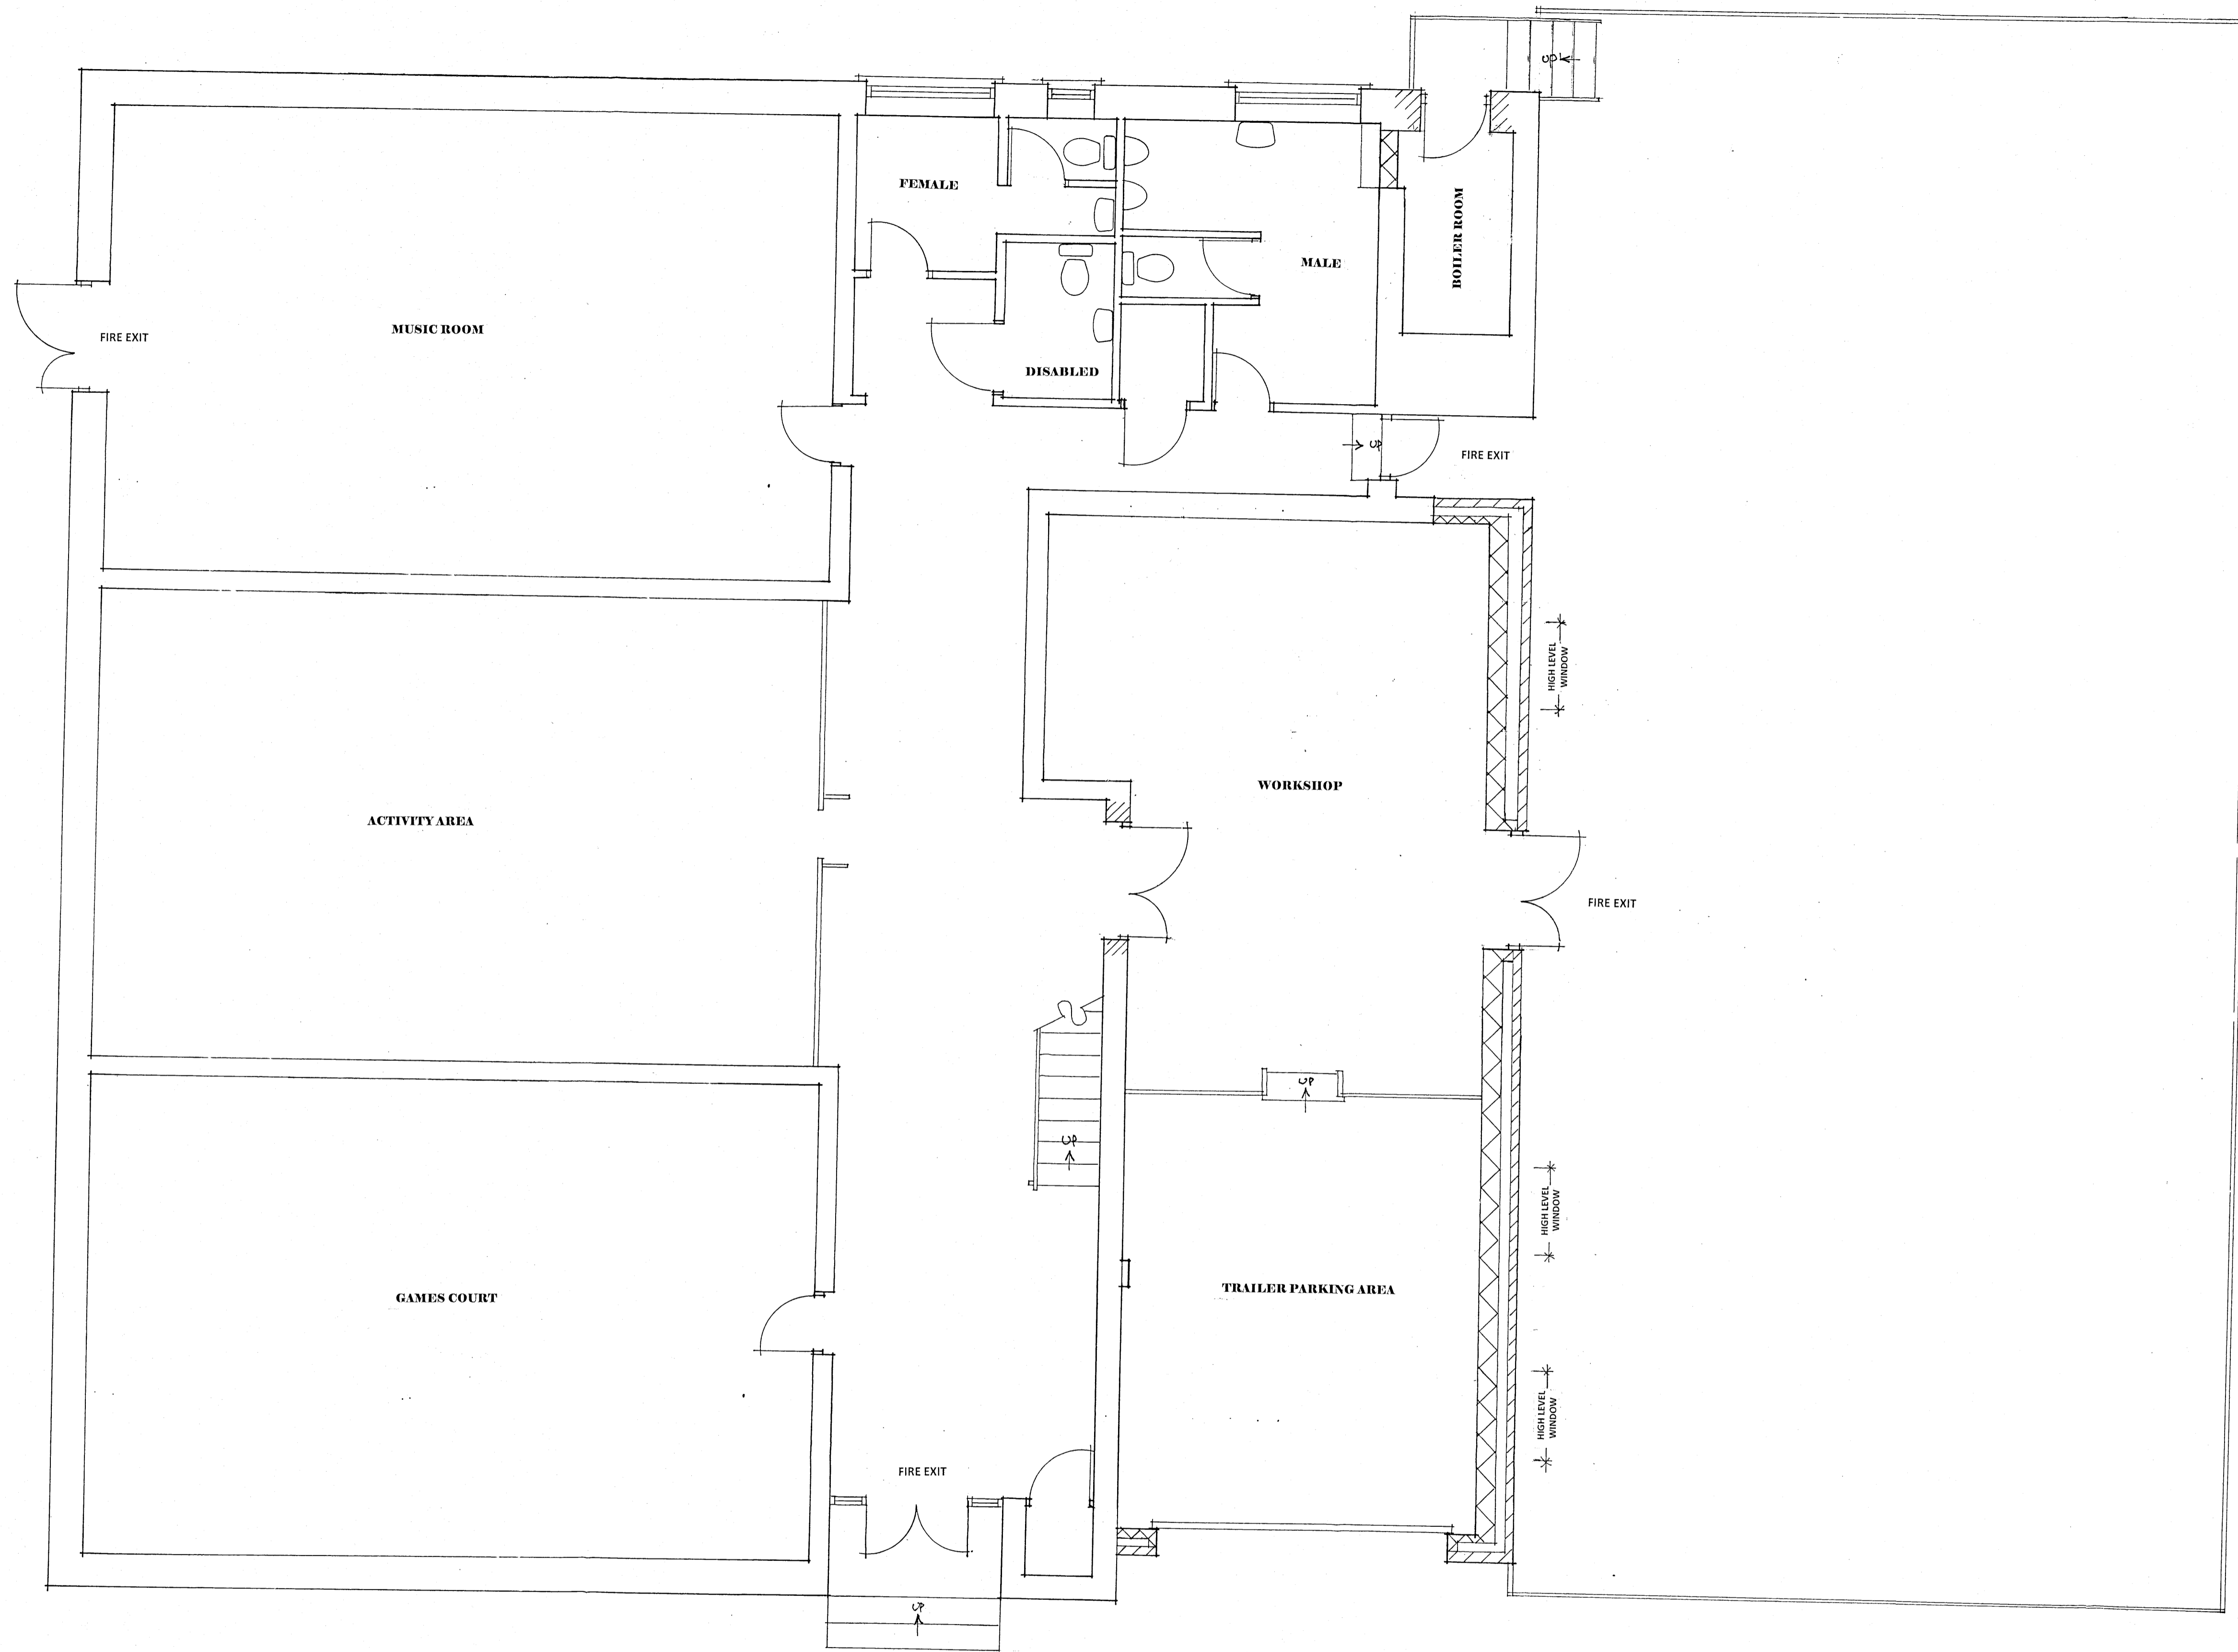 UP
FEMALE
BOILER ROOM
MALE
MUSIC ROOM
FIRE EXIT
DISABLED
UP
FIRE EXIT
HIGH LEVEL
WINDOW
WORKSHOP
ACTIVITY AREA
FIRE EXIT
UP
UP
HIGH LEVEL
WINDOW
TRAILER PARKING AREA
GAMES COURT
HIGH LEVEL
WINDOW
FIRE EXIT
UP